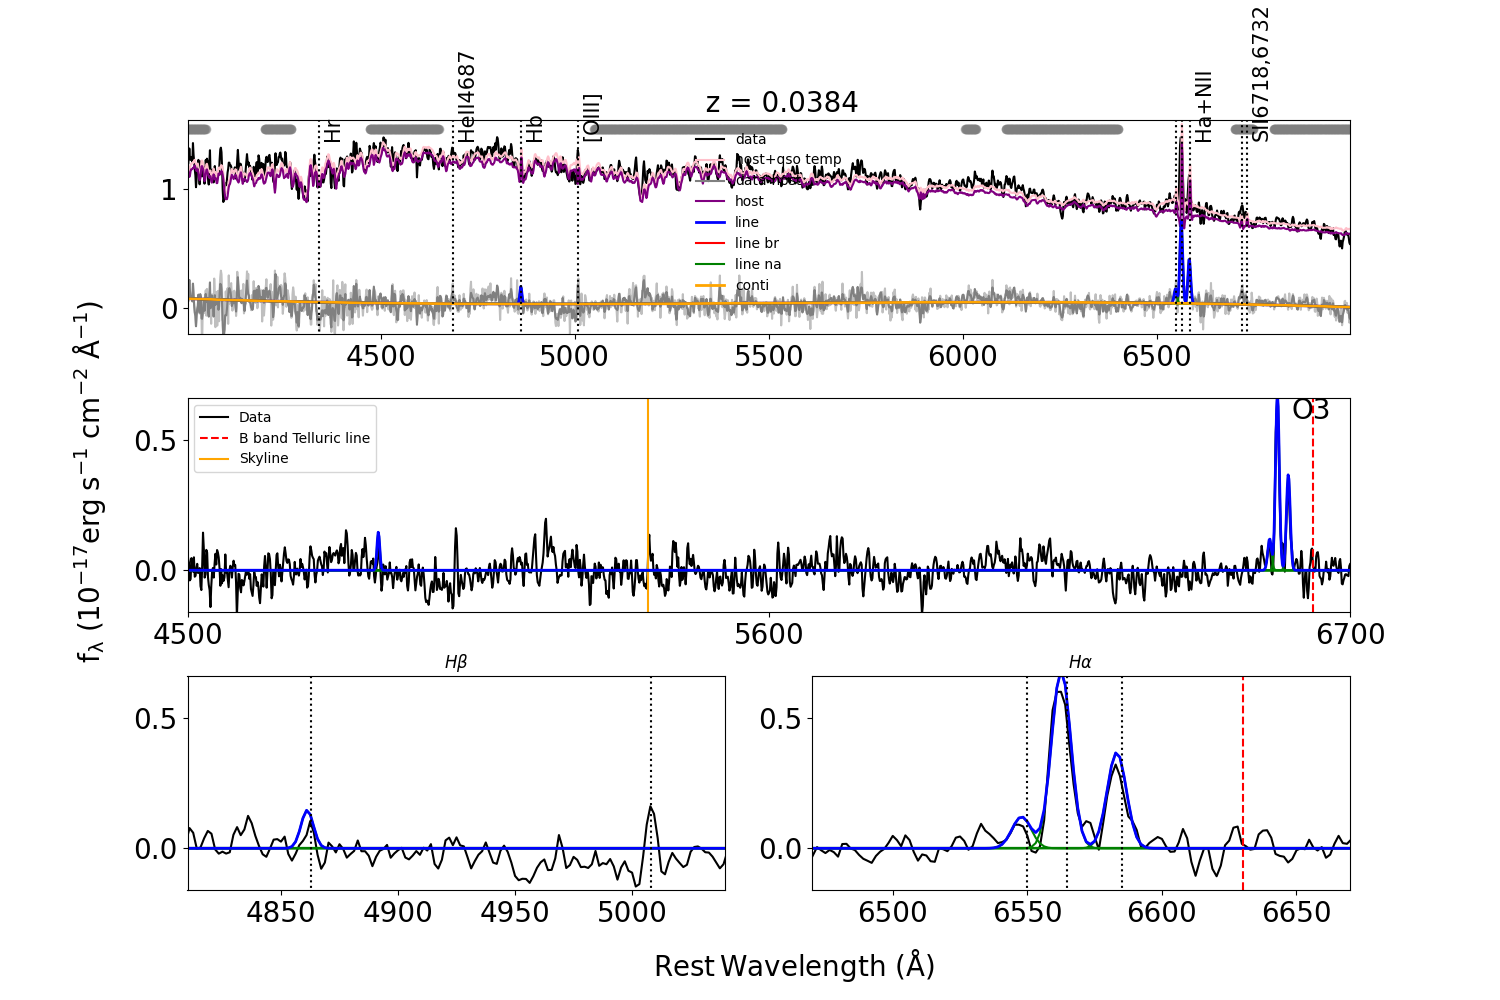 z = 0.0384
Hr
HeII4687
Hb
[OIII]
Ha+NII
SII6718,6732
data
host+qso temp
host
line
line br
line na
conti
1
0
4500
5000
5500
6000
6500
Data
B band Telluric line
Skyline
O3
0.5
0.0
4500
5600
6700
fλ (10⁻¹⁷erg s⁻¹ cm⁻² Å⁻¹)
Hβ
0.5
0.0
4850
4900
4950
5000
Hα
0.5
0.0
6500
6550
6600
6650
Rest Wavelength (Å)